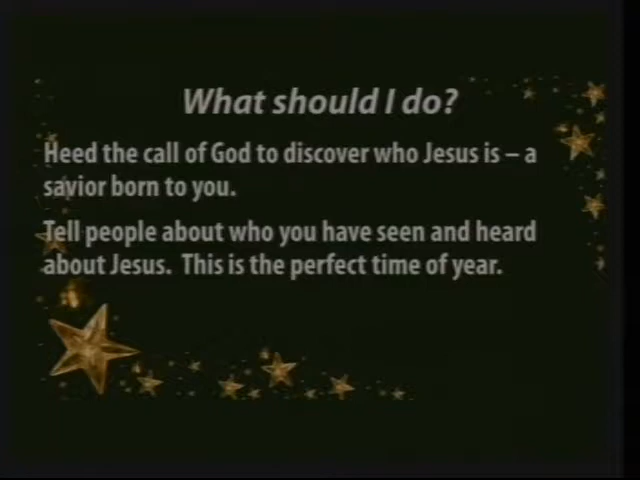 What should I do?
Heed the call of God to discover who Jesus is – a
savior born to you.
Tell people about who you have seen and heard
about Jesus.  This is the perfect time of year.